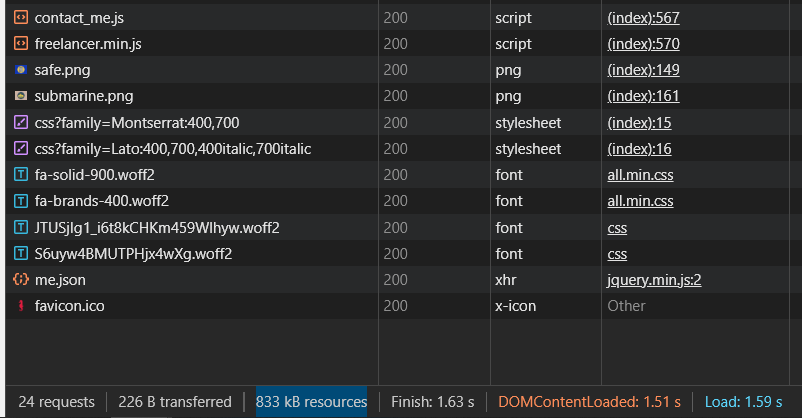 contact_me.js 200 script (index):567
freelancer.min.js 200 script (index):570
safe.png 200 png (index):149
submarine.png 200 png (index):161
css?family=Montserrat:400,700 200 stylesheet (index):15
css?family=Lato:400,700,400italic,700italic 200 stylesheet (index):16
fa-solid-900.woff2 200 font all.min.css
fa-brands-400.woff2 200 font all.min.css
JTUSjIg1_i6t8kCHKm459Wlhyw.woff2 200 font css
S6uyw4BMUTPHjx4wXg.woff2 200 font css
me.json 200 xhr jquery.min.js:2
favicon.ico 200 x-icon Other
24 requests 226 B transferred 833 kB resources Finish: 1.63 s DOMContentLoaded: 1.51 s Load: 1.59 s